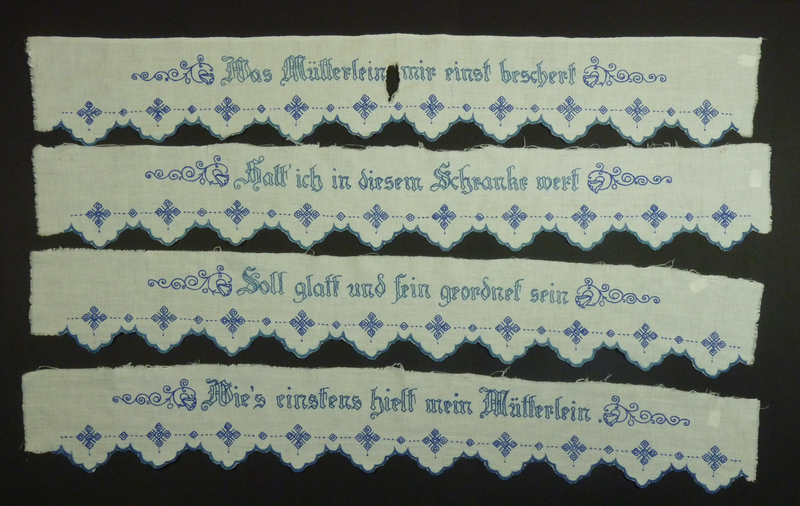 Was Mütterlein mir einst beschert
Halt' ich in diesem Schranke wert
Soll glatt und fein geordnet sein
Wie's einstens hielt mein Mütterlein.